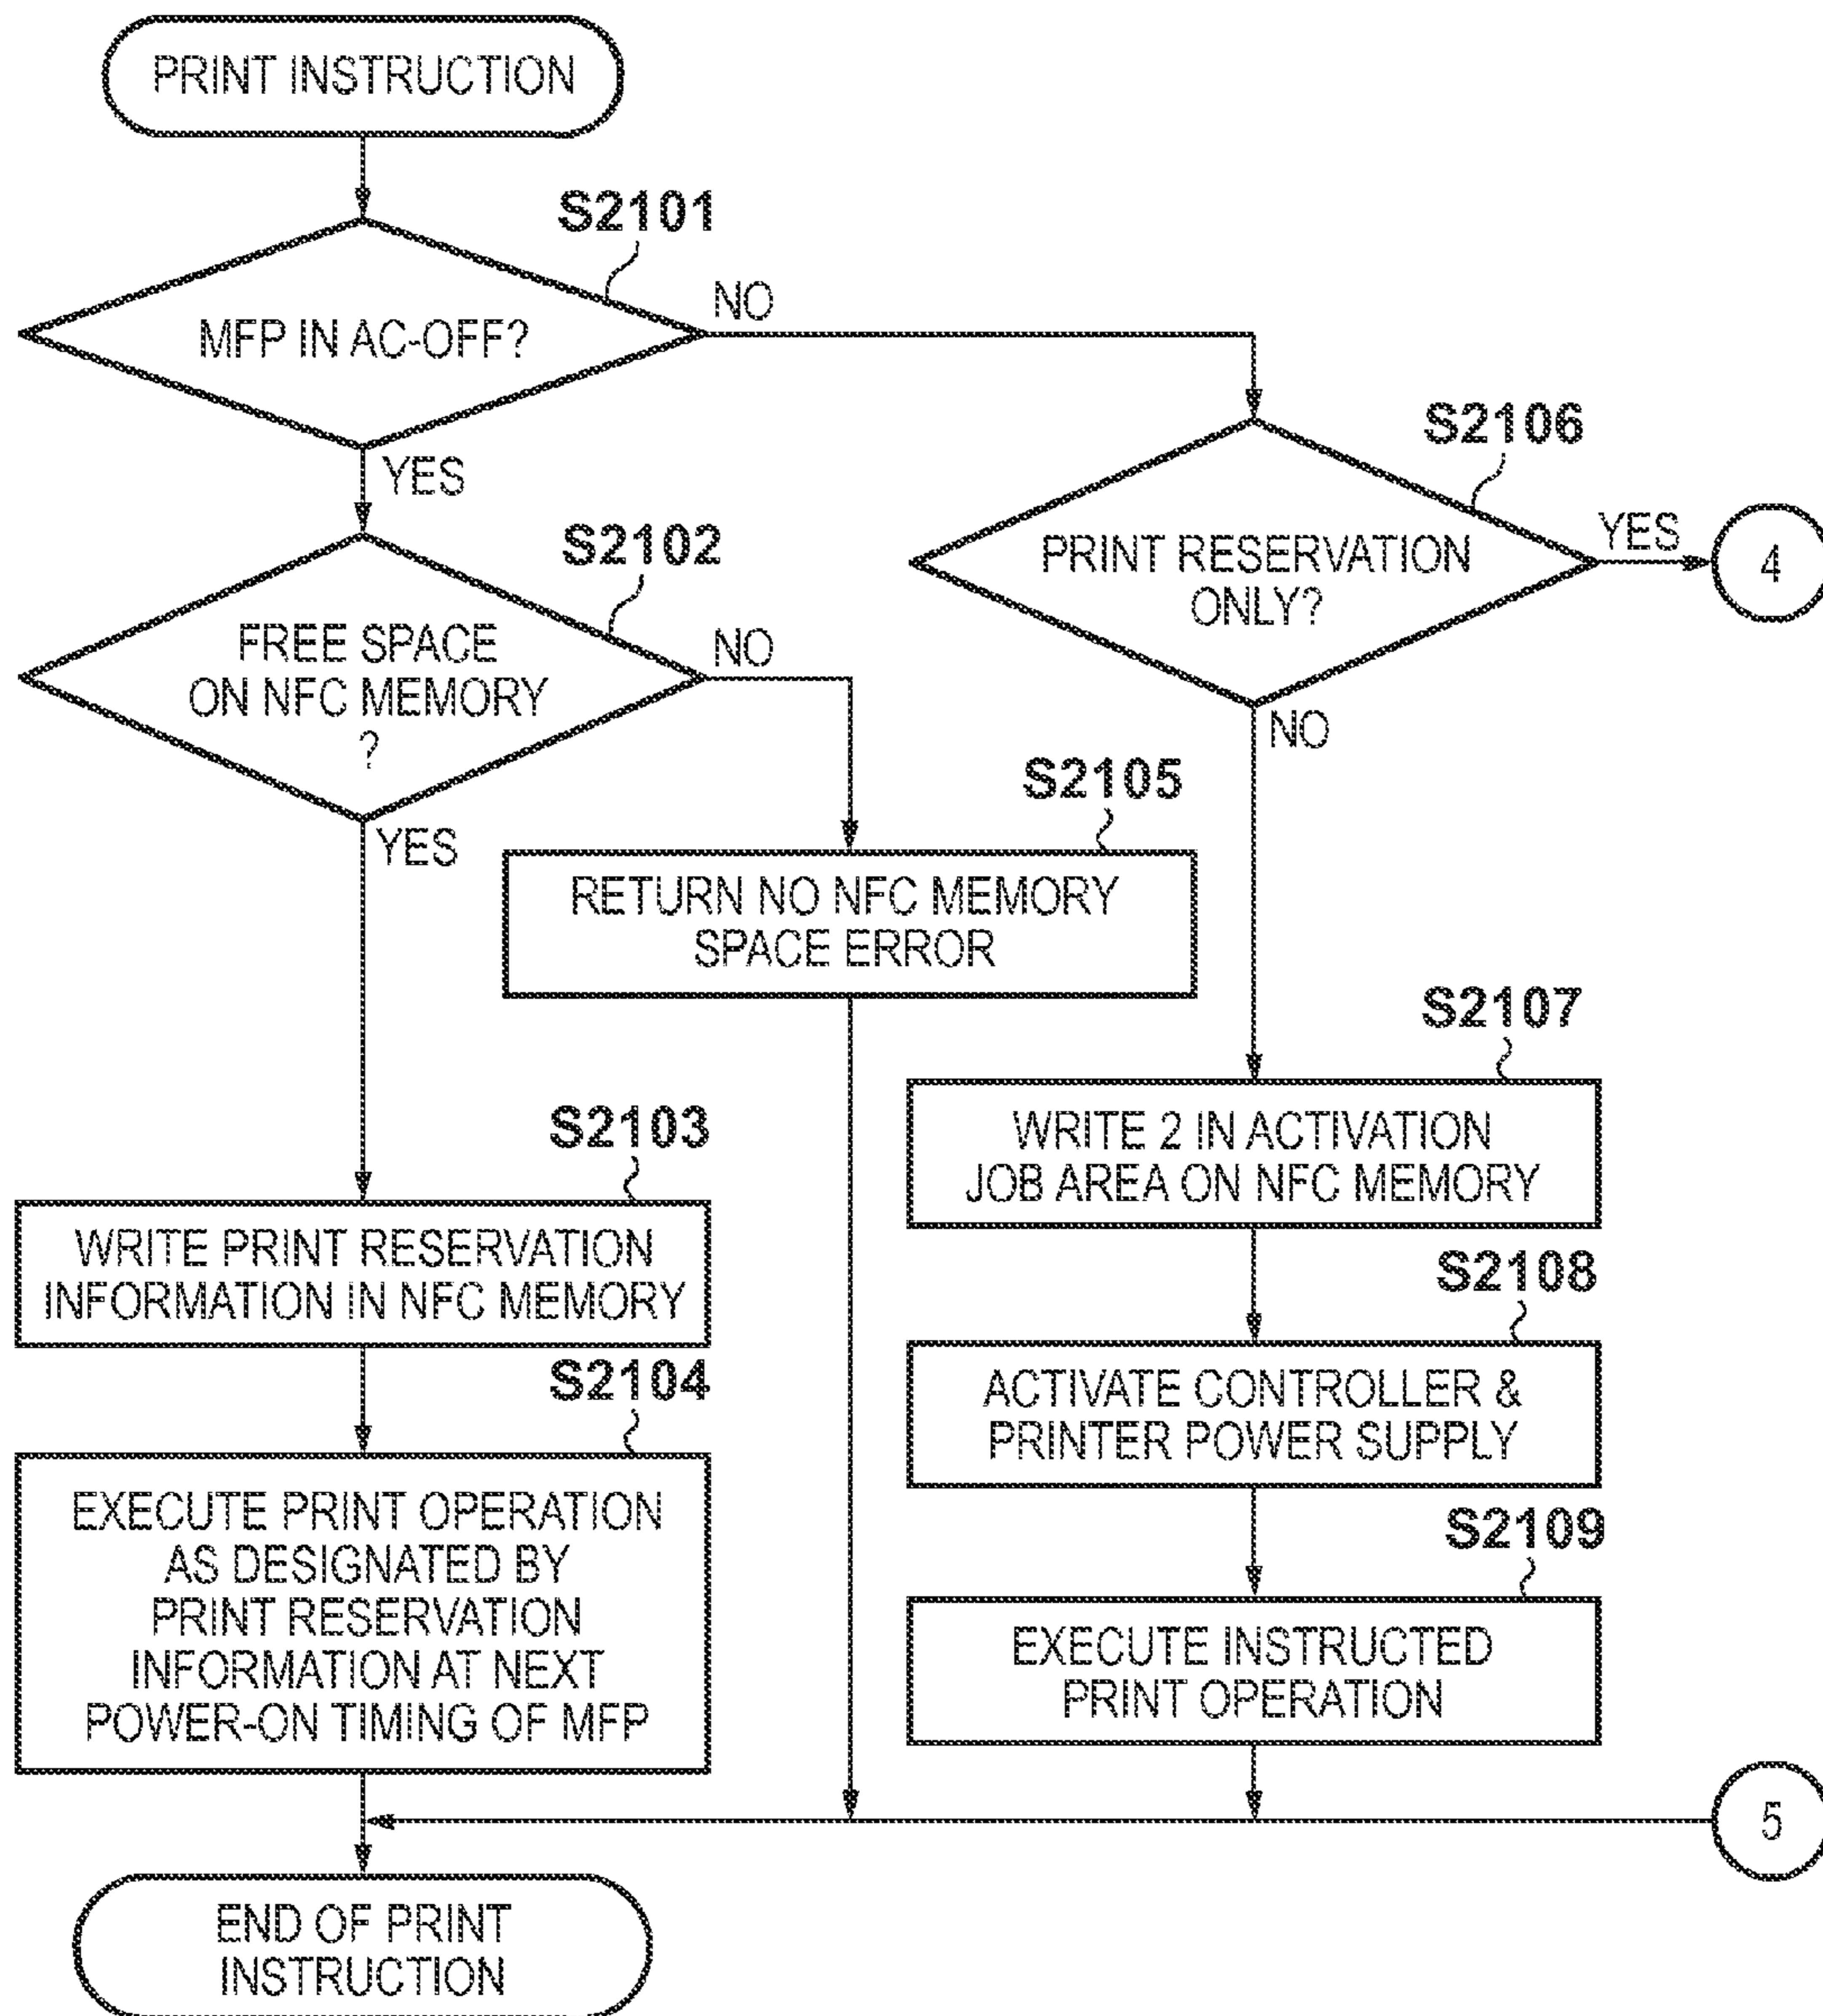 PRINT INSTRUCTION
S2101
MFP IN AC-OFF?
NO
YES
S2106
PRINT RESERVATION
ONLY?
YES
4
NO
S2102
FREE SPACE
ON NFC MEMORY
?
NO
YES
S2105
RETURN NO NFC MEMORY
SPACE ERROR
S2103
WRITE PRINT RESERVATION
INFORMATION IN NFC MEMORY
S2104
EXECUTE PRINT OPERATION
AS DESIGNATED BY
PRINT RESERVATION
INFORMATION AT NEXT
POWER-ON TIMING OF MFP
S2107
WRITE 2 IN ACTIVATION
JOB AREA ON NFC MEMORY
S2108
ACTIVATE CONTROLLER &
PRINTER POWER SUPPLY
S2109
EXECUTE INSTRUCTED
PRINT OPERATION
5
END OF PRINT
INSTRUCTION